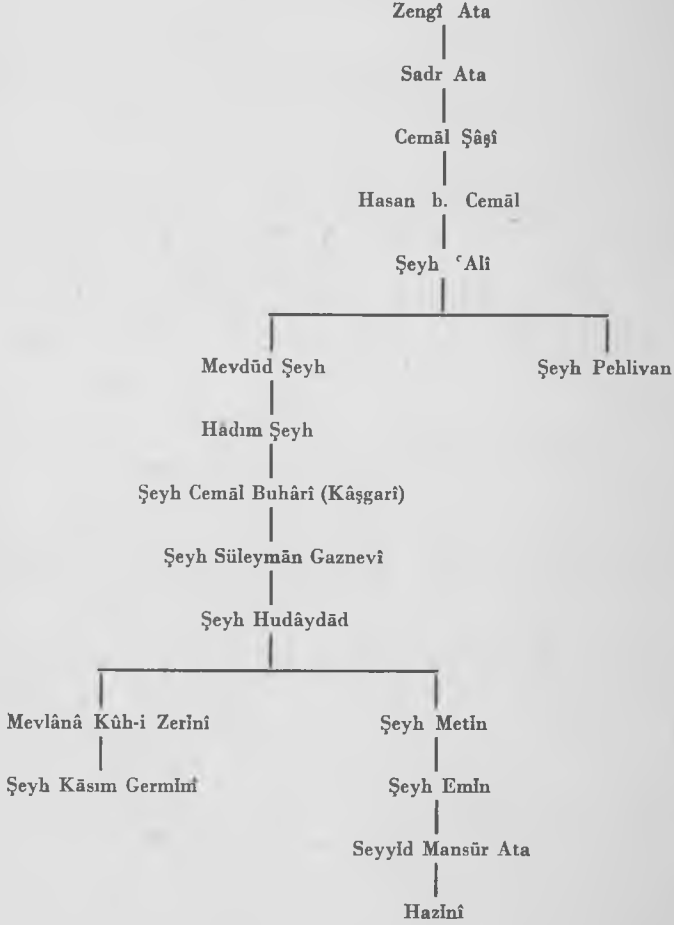 Zengî Ata
Sadr Ata
Cemāl Şâşî
Hasan b. Cemāl
Şeyh ʿAlî
Mevdūd Şeyh Şeyh Pehlivan
Hadım Şeyh
Şeyh Cemāl Buhârî (Kâşgarî)
Şeyh Süleymān Gaznevî
Şeyh Hudâydād
Mevlânâ Kûh-i Zerînî Şeyh Metîn
Şeyh Kāsım Germînî Şeyh Emîn
Seyyîd Mansūr Ata
Hazînî